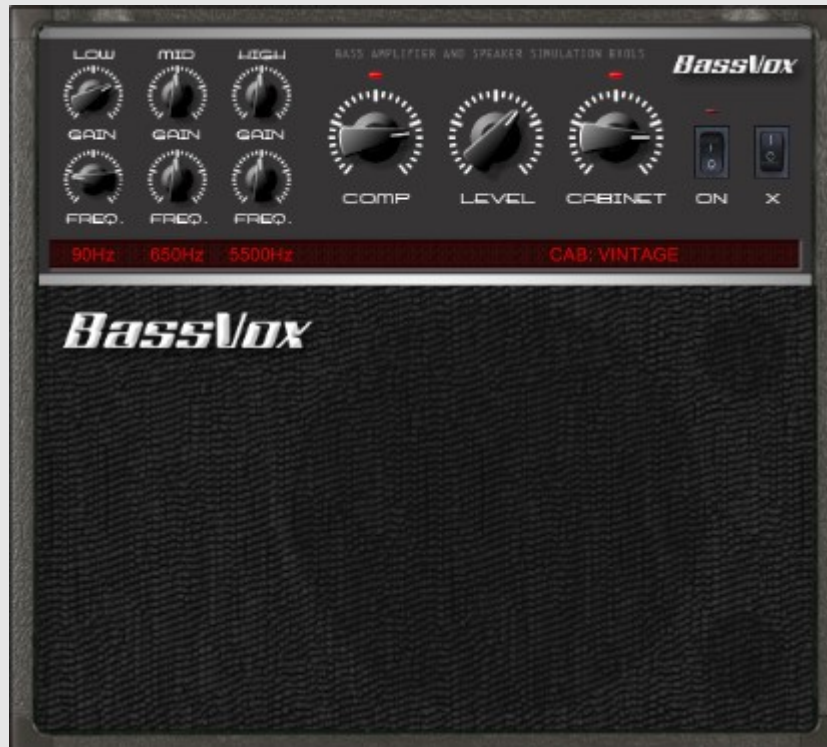 LOW MID HIGH
BASS AMPLIFIER AND SPEAKER SIMULATION
BassVox
GAIN GAIN GAIN
COMP LEVEL CABINET ON X
FREQ. FREQ. FREQ.
90Hz 650Hz 5500Hz CAB: VINTAGE
BassVox